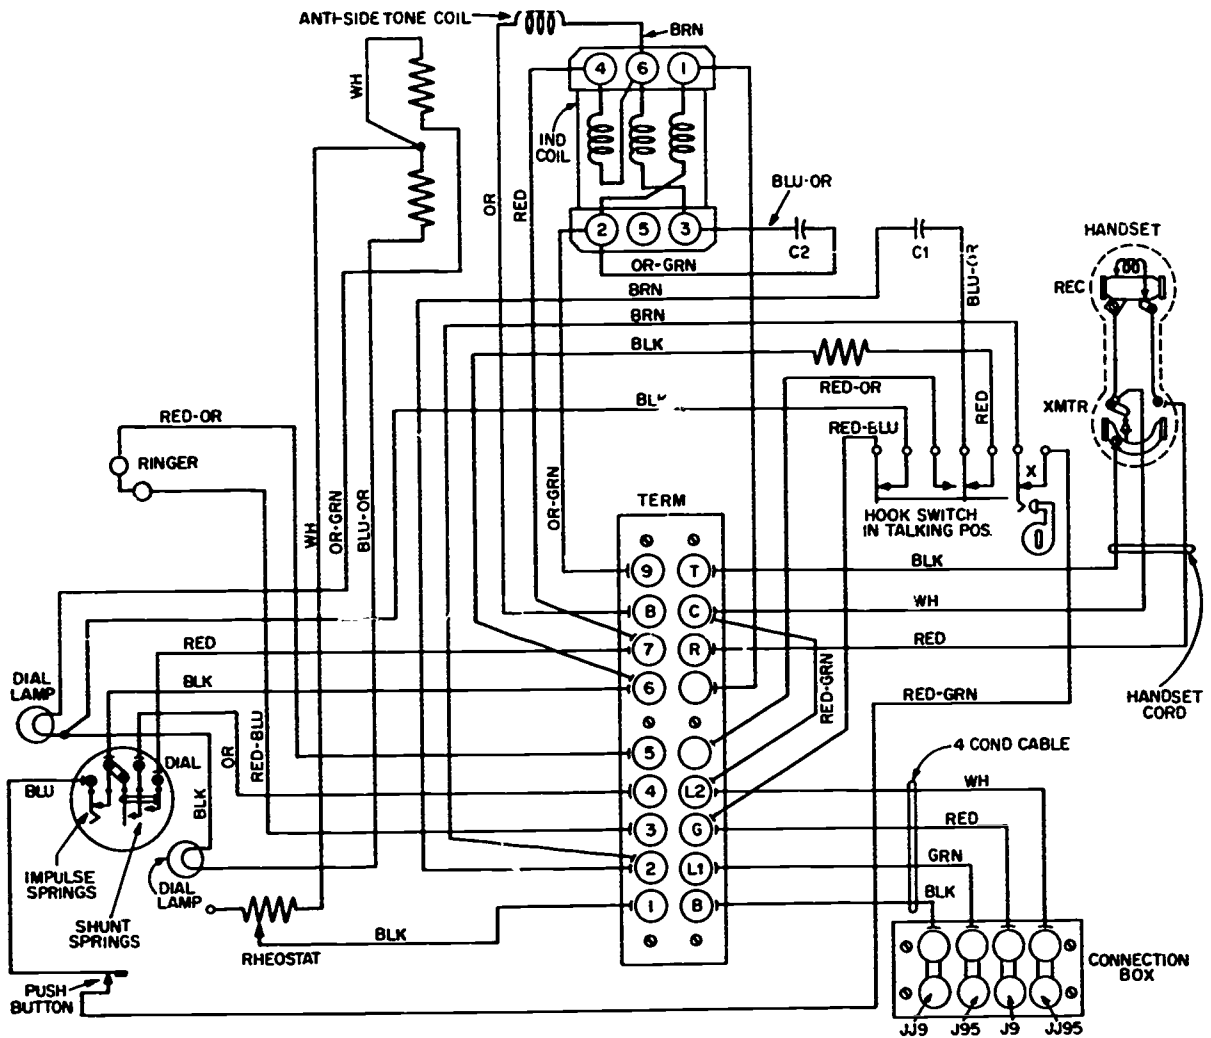 ANTI-SIDETONE COIL
BRN
WH
4 6 1
IND
COIL
OR
RED
BLU-OR
2 5 3
C2
C1
OR-GRN
BLU-OR
HANDSET
REC
BRN
BRN
BLK
RED-OR
RED
XMTR
RED-OR
RED-BLU
RINGER
X
OR-GRN
TERM
HOOK SWITCH
IN TALKING POS.
WH
OR-GRN
BLU-OR
9 T
BLK
8 C
WH
7 R
RED
RED
6
BLK
RED-GRN
RED-GRN
HANDSET
CORD
DIAL
LAMP
OR
RED-BLU
5
DIAL
4 COND CABLE
BLU
BLK
4 L2
WH
3 G
RED
2 L1
GRN
IMPULSE
SPRINGS
DIAL
LAMP
1 B
BLK
SHUNT
SPRINGS
BLK
RHEOSTAT
CONNECTION
BOX
PUSH
BUTTON
JJ9 J95 J9 JJ95